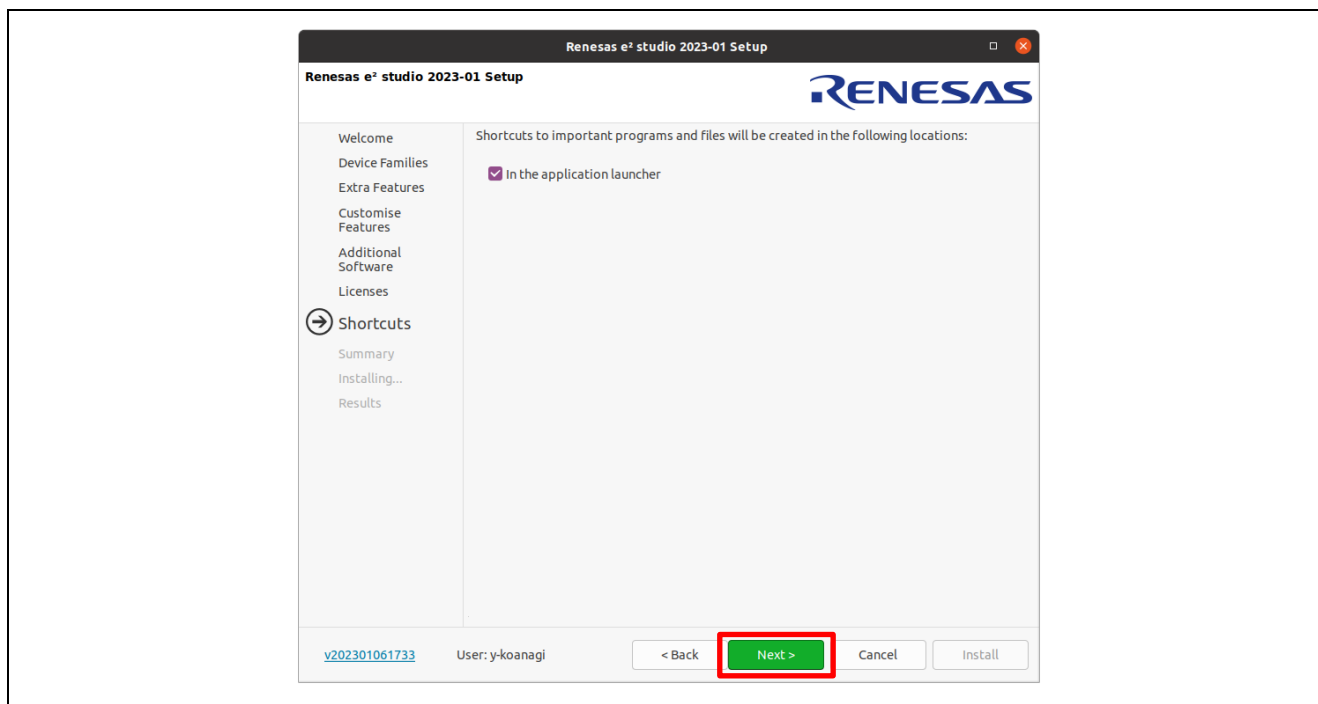 Renesas e² studio 2023-01 Setup
Renesas e² studio 2023-01 Setup
RENESAS
Welcome
Device Families
Extra Features
Customise
Features
Additional
Software
Licenses
Shortcuts
Summary
Installing...
Results
Shortcuts to important programs and files will be created in the following locations:
In the application launcher
v202301061733
User: y-koanagi
< Back
Next >
Cancel
Install